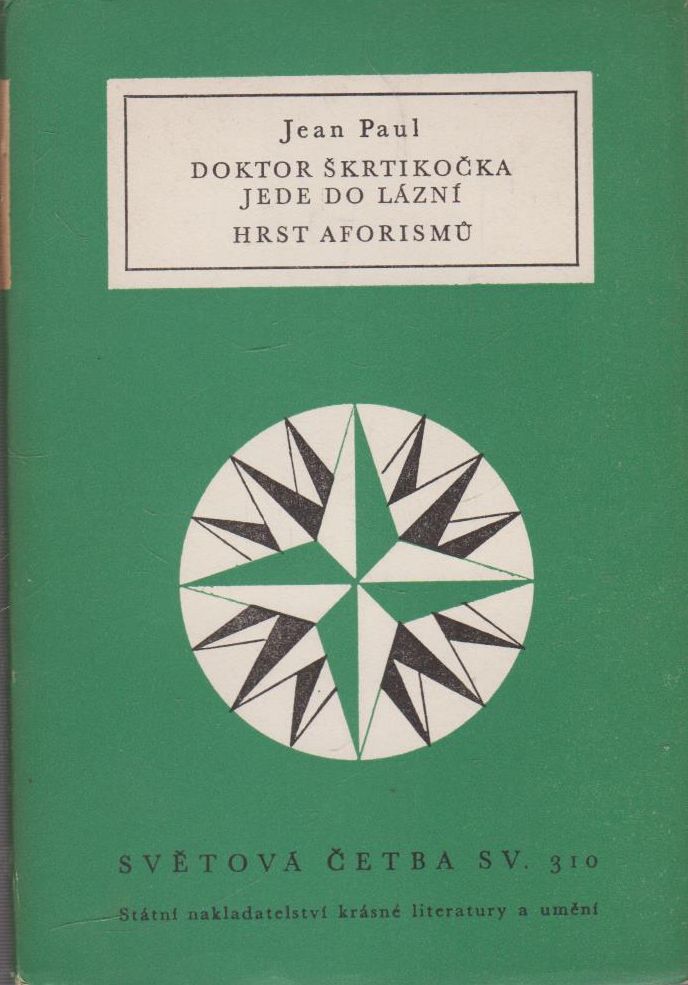 Jean Paul
DOKTOR ŠKRTIKOČKA
JEDE DO LÁZNÍ
HRST AFORISMŮ
SVĚTOVÁ ČETBA SV. 310
Státní nakladatelství krásné literatury a umění